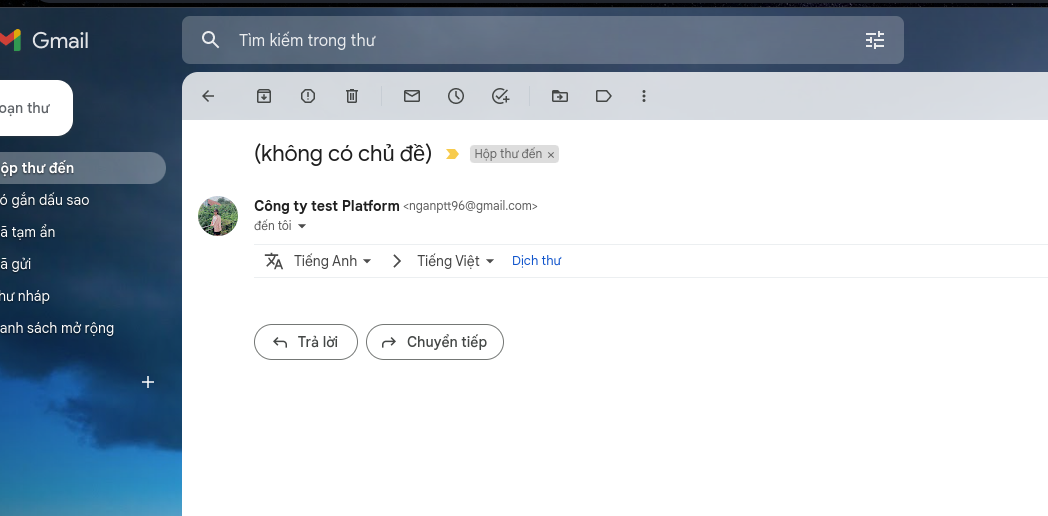 Gmail
Tìm kiếm trong thư
oạn thư
ộp thư đến
ó gắn dấu sao
ã tạm ẩn
ã gửi
hư nháp
anh sách mở rộng
(không có chủ đề)
Hộp thư đến ×
Công ty test Platform <nganptt96@gmail.com>
đến tôi
Tiếng Anh > Tiếng Việt Dịch thư
Trả lời Chuyển tiếp